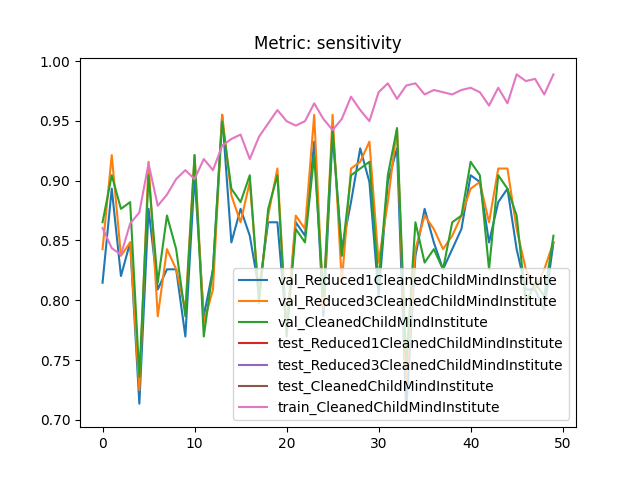 Metric: sensitivity
1.00
0.95
0.90
0.85
0.80
0.75
0.70
val_Reduced1CleanedChildMindInstitute
val_Reduced3CleanedChildMindInstitute
val_CleanedChildMindInstitute
test_Reduced1CleanedChildMindInstitute
test_Reduced3CleanedChildMindInstitute
test_CleanedChildMindInstitute
train_CleanedChildMindInstitute
0 10 20 30 40 50